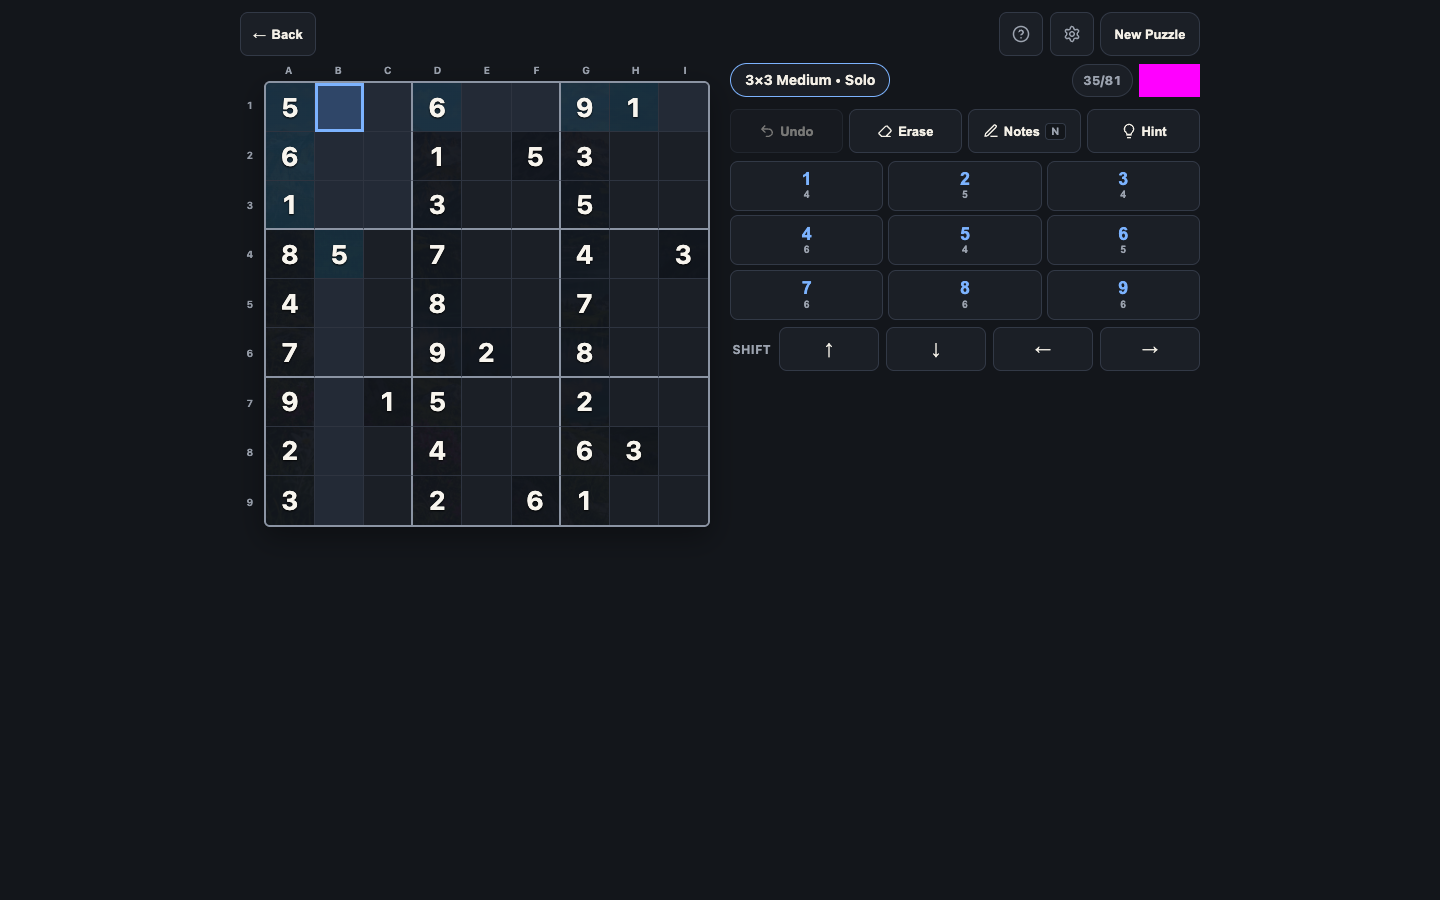 ← Back
New Puzzle
A B C D E F G H I
3×3 Medium • Solo
35/81
1 5 6 9 1
2 6 1 5 3
3 1 3 5
4 8 5 7 4 3
5 4 8 7
6 7 9 2 8
7 9 1 5 2
8 2 4 6 3
9 3 2 6 1
Undo
Erase
Notes N
Hint
1 2 3
4 5 4
4 5 6
6 4 5
7 8 9
6 6 6
SHIFT ↑ ↓ ← →